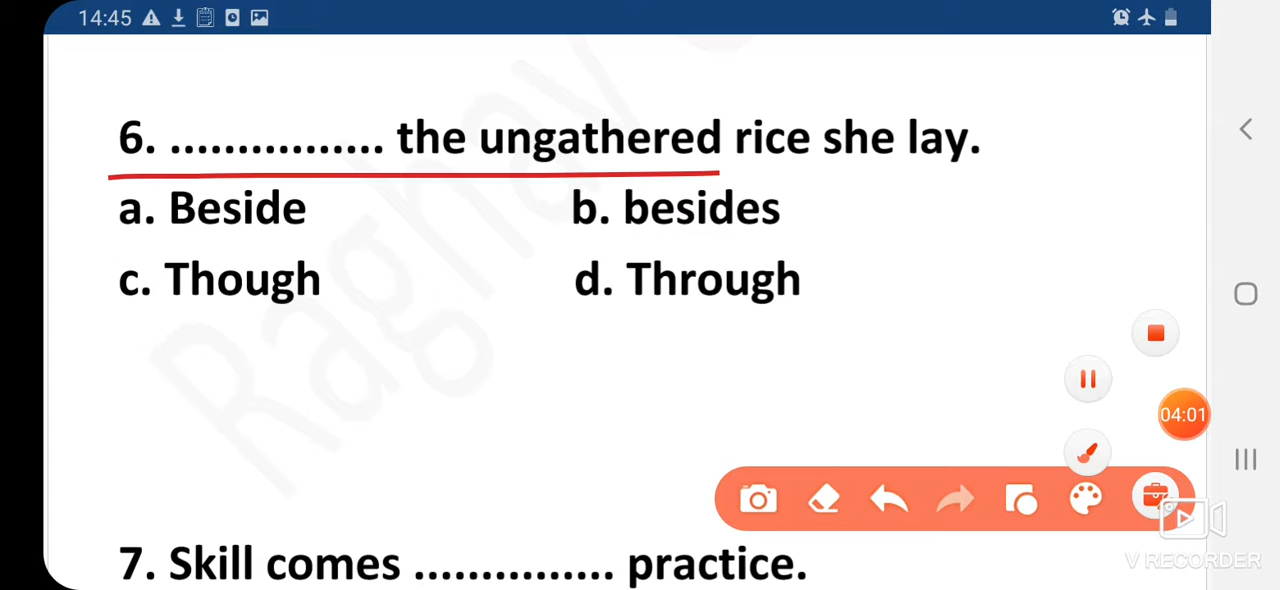 14:45
6. ................ the ungathered rice she lay.
a. Beside b. besides
c. Though d. Through
Raghav
04:01
V RECORDER
7. Skill comes ............... practice.